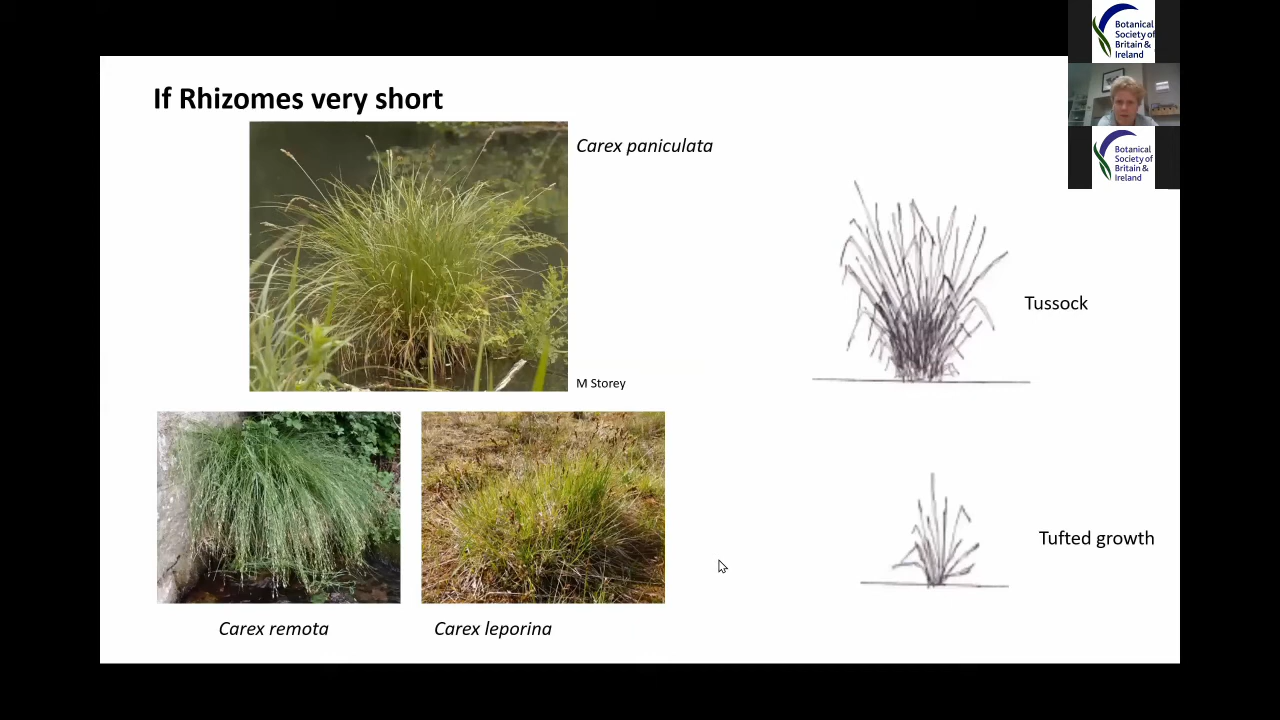 If Rhizomes very short
Carex paniculata
M Storey
Tussock
Tufted growth
Carex remota
Carex leporina
Botanical
Society of
Britain &
Ireland
Botanical
Society of
Britain &
Ireland